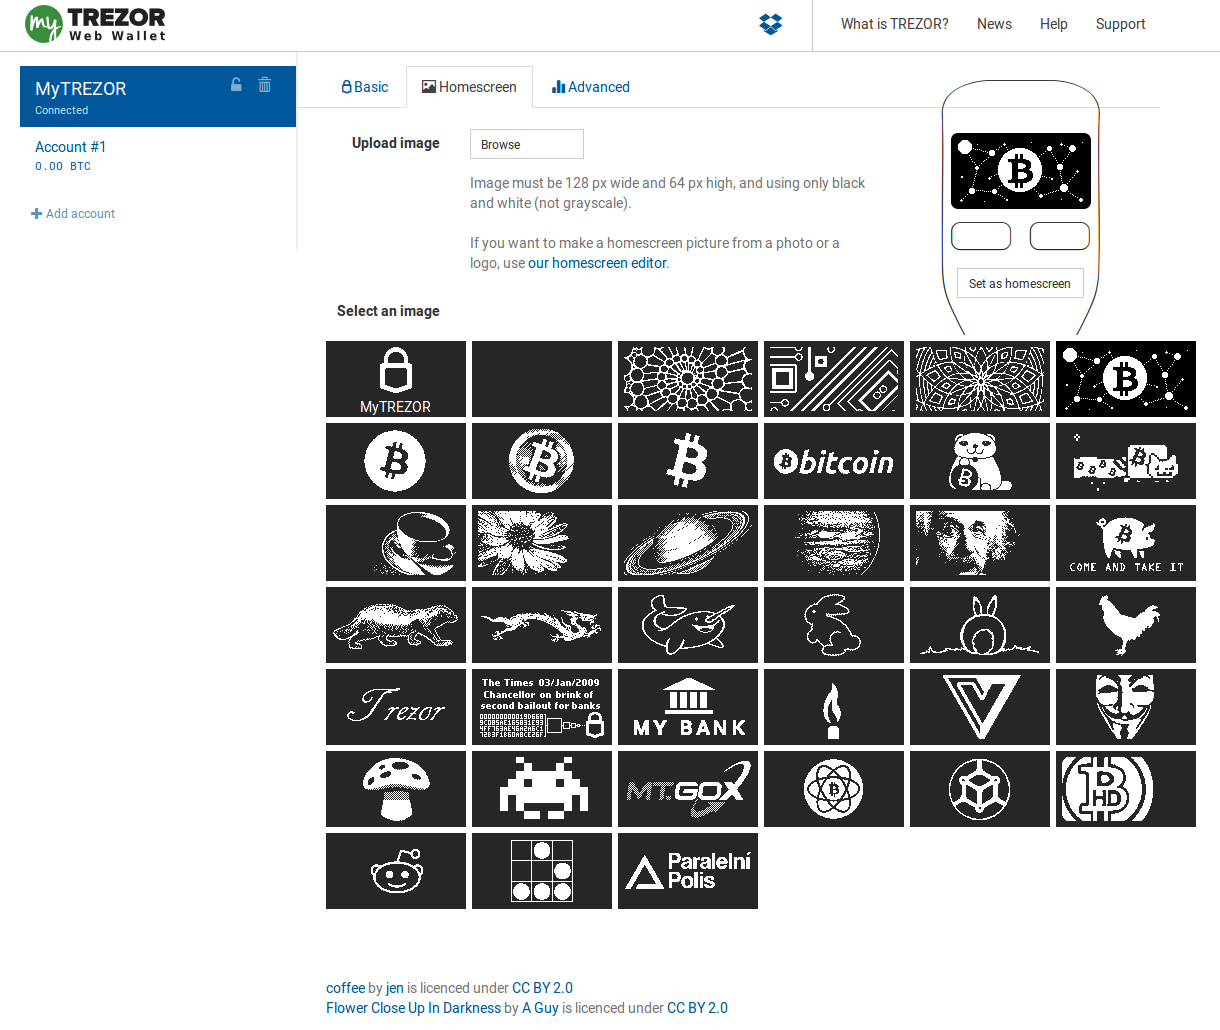 my TREZOR
Web Wallet
What is TREZOR?
News
Help
Support
MyTREZOR
Connected
Account #1
0.00 BTC
Add account
Basic
Homescreen
Advanced
Upload image
Browse
Image must be 128 px wide and 64 px high, and using only black
and white (not grayscale).
If you want to make a homescreen picture from a photo or a
logo, use our homescreen editor.
Set as homescreen
Select an image
MyTREZOR
bitcoin
COME AND TAKE IT
Trezor
The Times 03/Jan/2009
Chancellor on brink of
second bailout for banks
MY BANK
MT.GOX
HD
Paralelní
Polis
coffee by jen is licenced under CC BY 2.0
Flower Close Up In Darkness by A Guy is licenced under CC BY 2.0